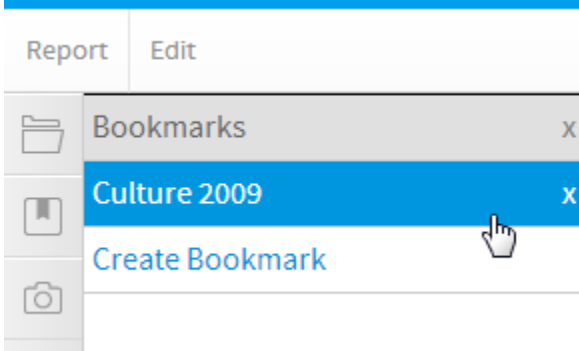 Report Edit
Bookmarks x
Culture 2009 x
Create Bookmark